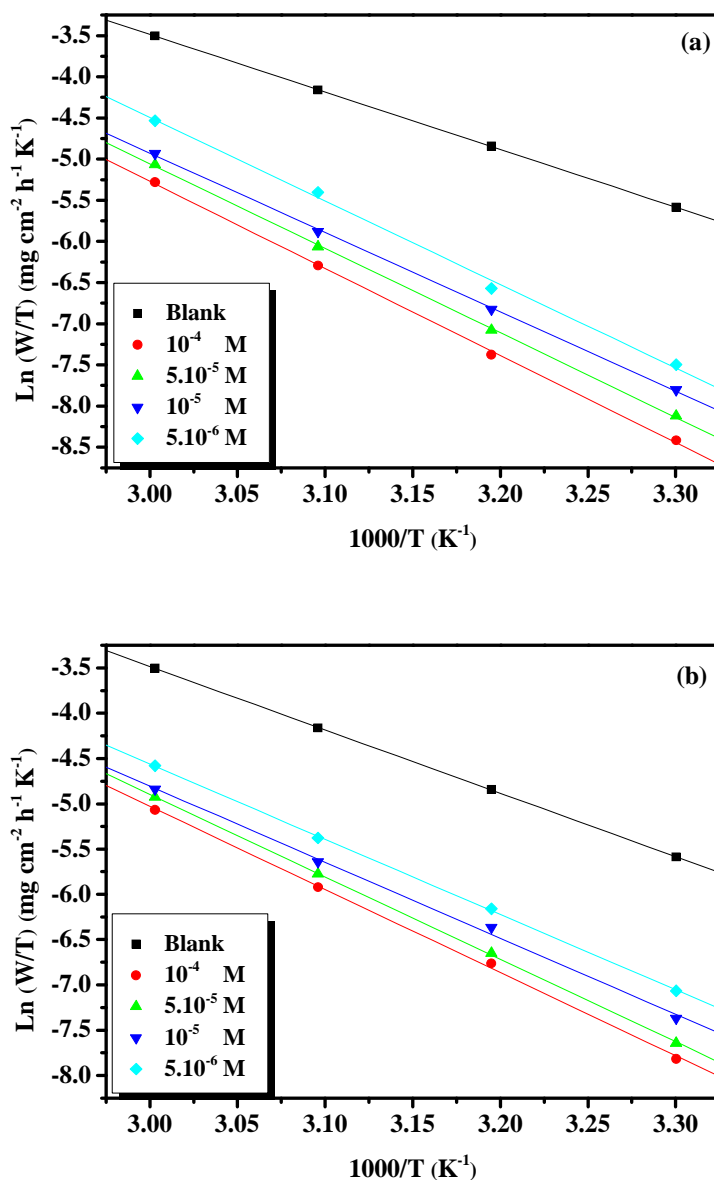 (a)
-3.5
-4.0
-4.5
-5.0
-5.5
-6.0
-6.5
-7.0
-7.5
-8.0
-8.5
Ln (W/T) (mg cm⁻² h⁻¹ K⁻¹)
Blank
10⁻⁴ M
5.10⁻⁵ M
10⁻⁵ M
5.10⁻⁶ M
3.00 3.05 3.10 3.15 3.20 3.25 3.30
1000/T (K⁻¹)
(b)
-3.5
-4.0
-4.5
-5.0
-5.5
-6.0
-6.5
-7.0
-7.5
-8.0
Ln (W/T) (mg cm⁻² h⁻¹ K⁻¹)
Blank
10⁻⁴ M
5.10⁻⁵ M
10⁻⁵ M
5.10⁻⁶ M
3.00 3.05 3.10 3.15 3.20 3.25 3.30
1000/T (K⁻¹)